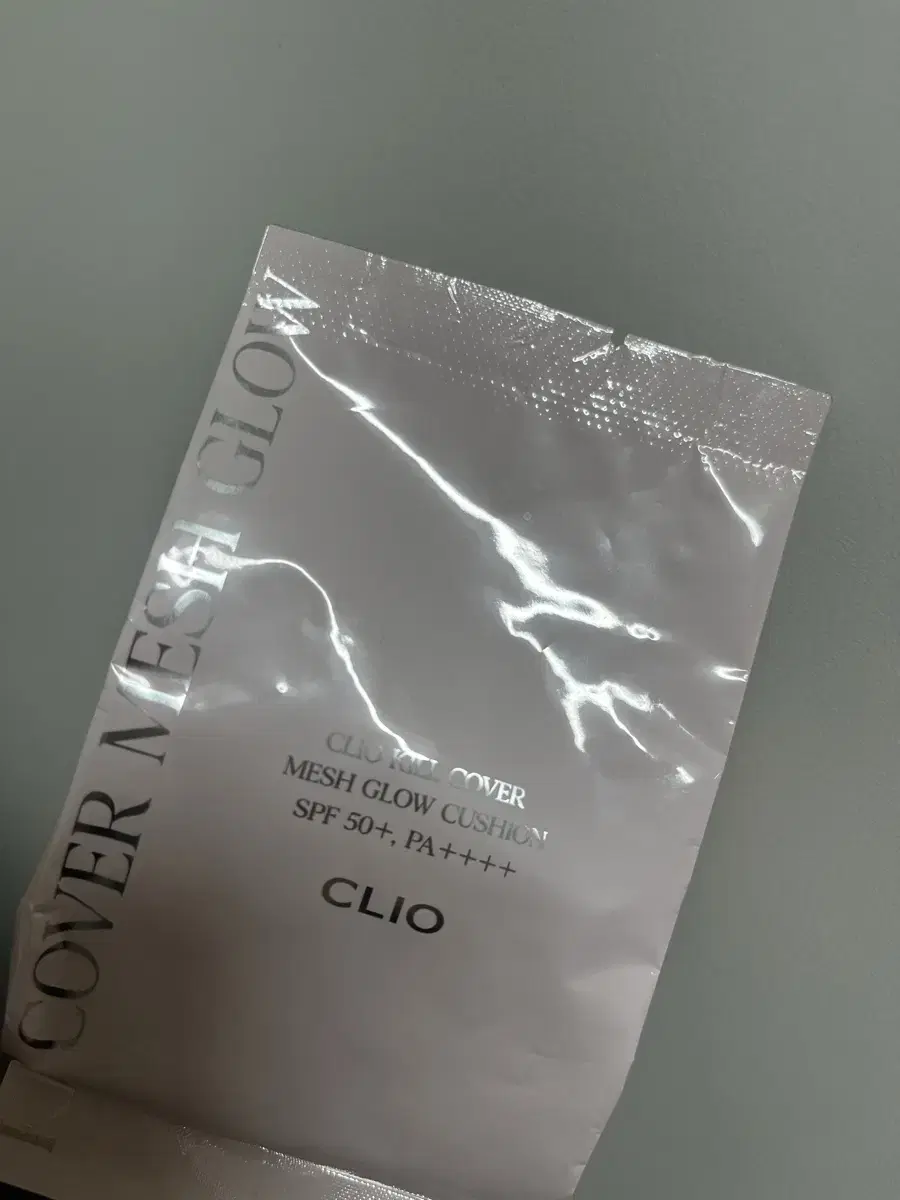 COVER MESH GLOW
CLIO KILL COVER
MESH GLOW CUSHION
SPF 50+, PA++++
CLIO